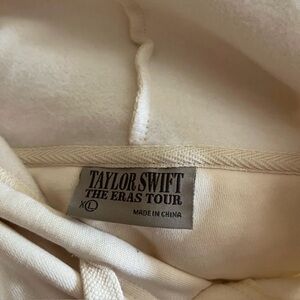 TAYLOR SWIFT
THE ERAS TOUR
XL
MADE IN CHINA